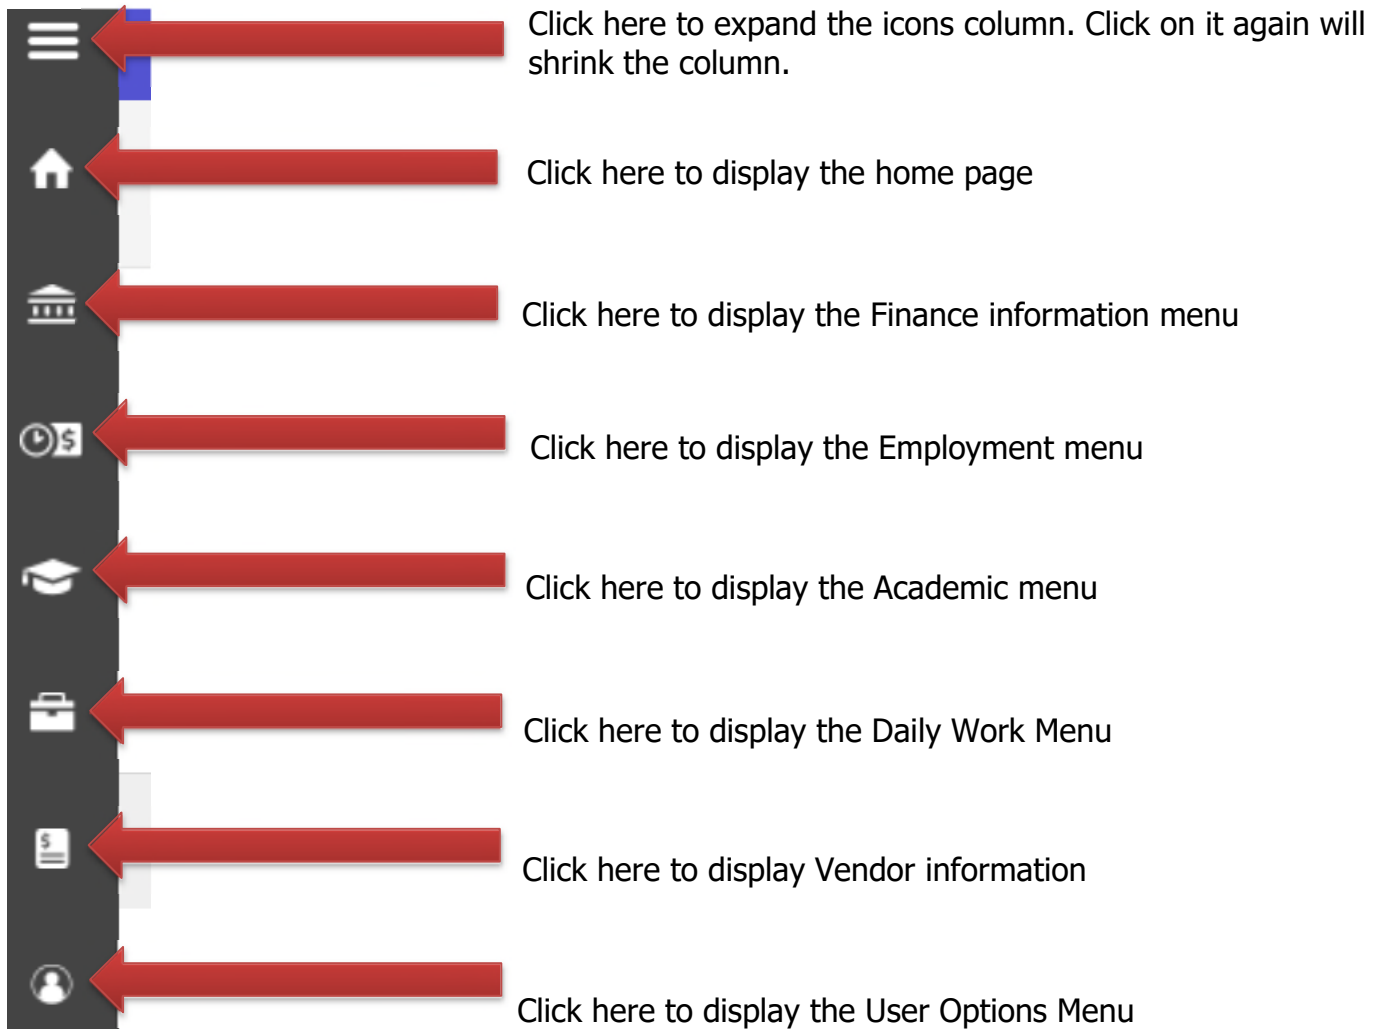 Click here to expand the icons column. Click on it again will
shrink the column.
Click here to display the home page
Click here to display the Finance information menu
$
Click here to display the Employment menu
Click here to display the Academic menu
Click here to display the Daily Work Menu
$
Click here to display Vendor information
Click here to display the User Options Menu